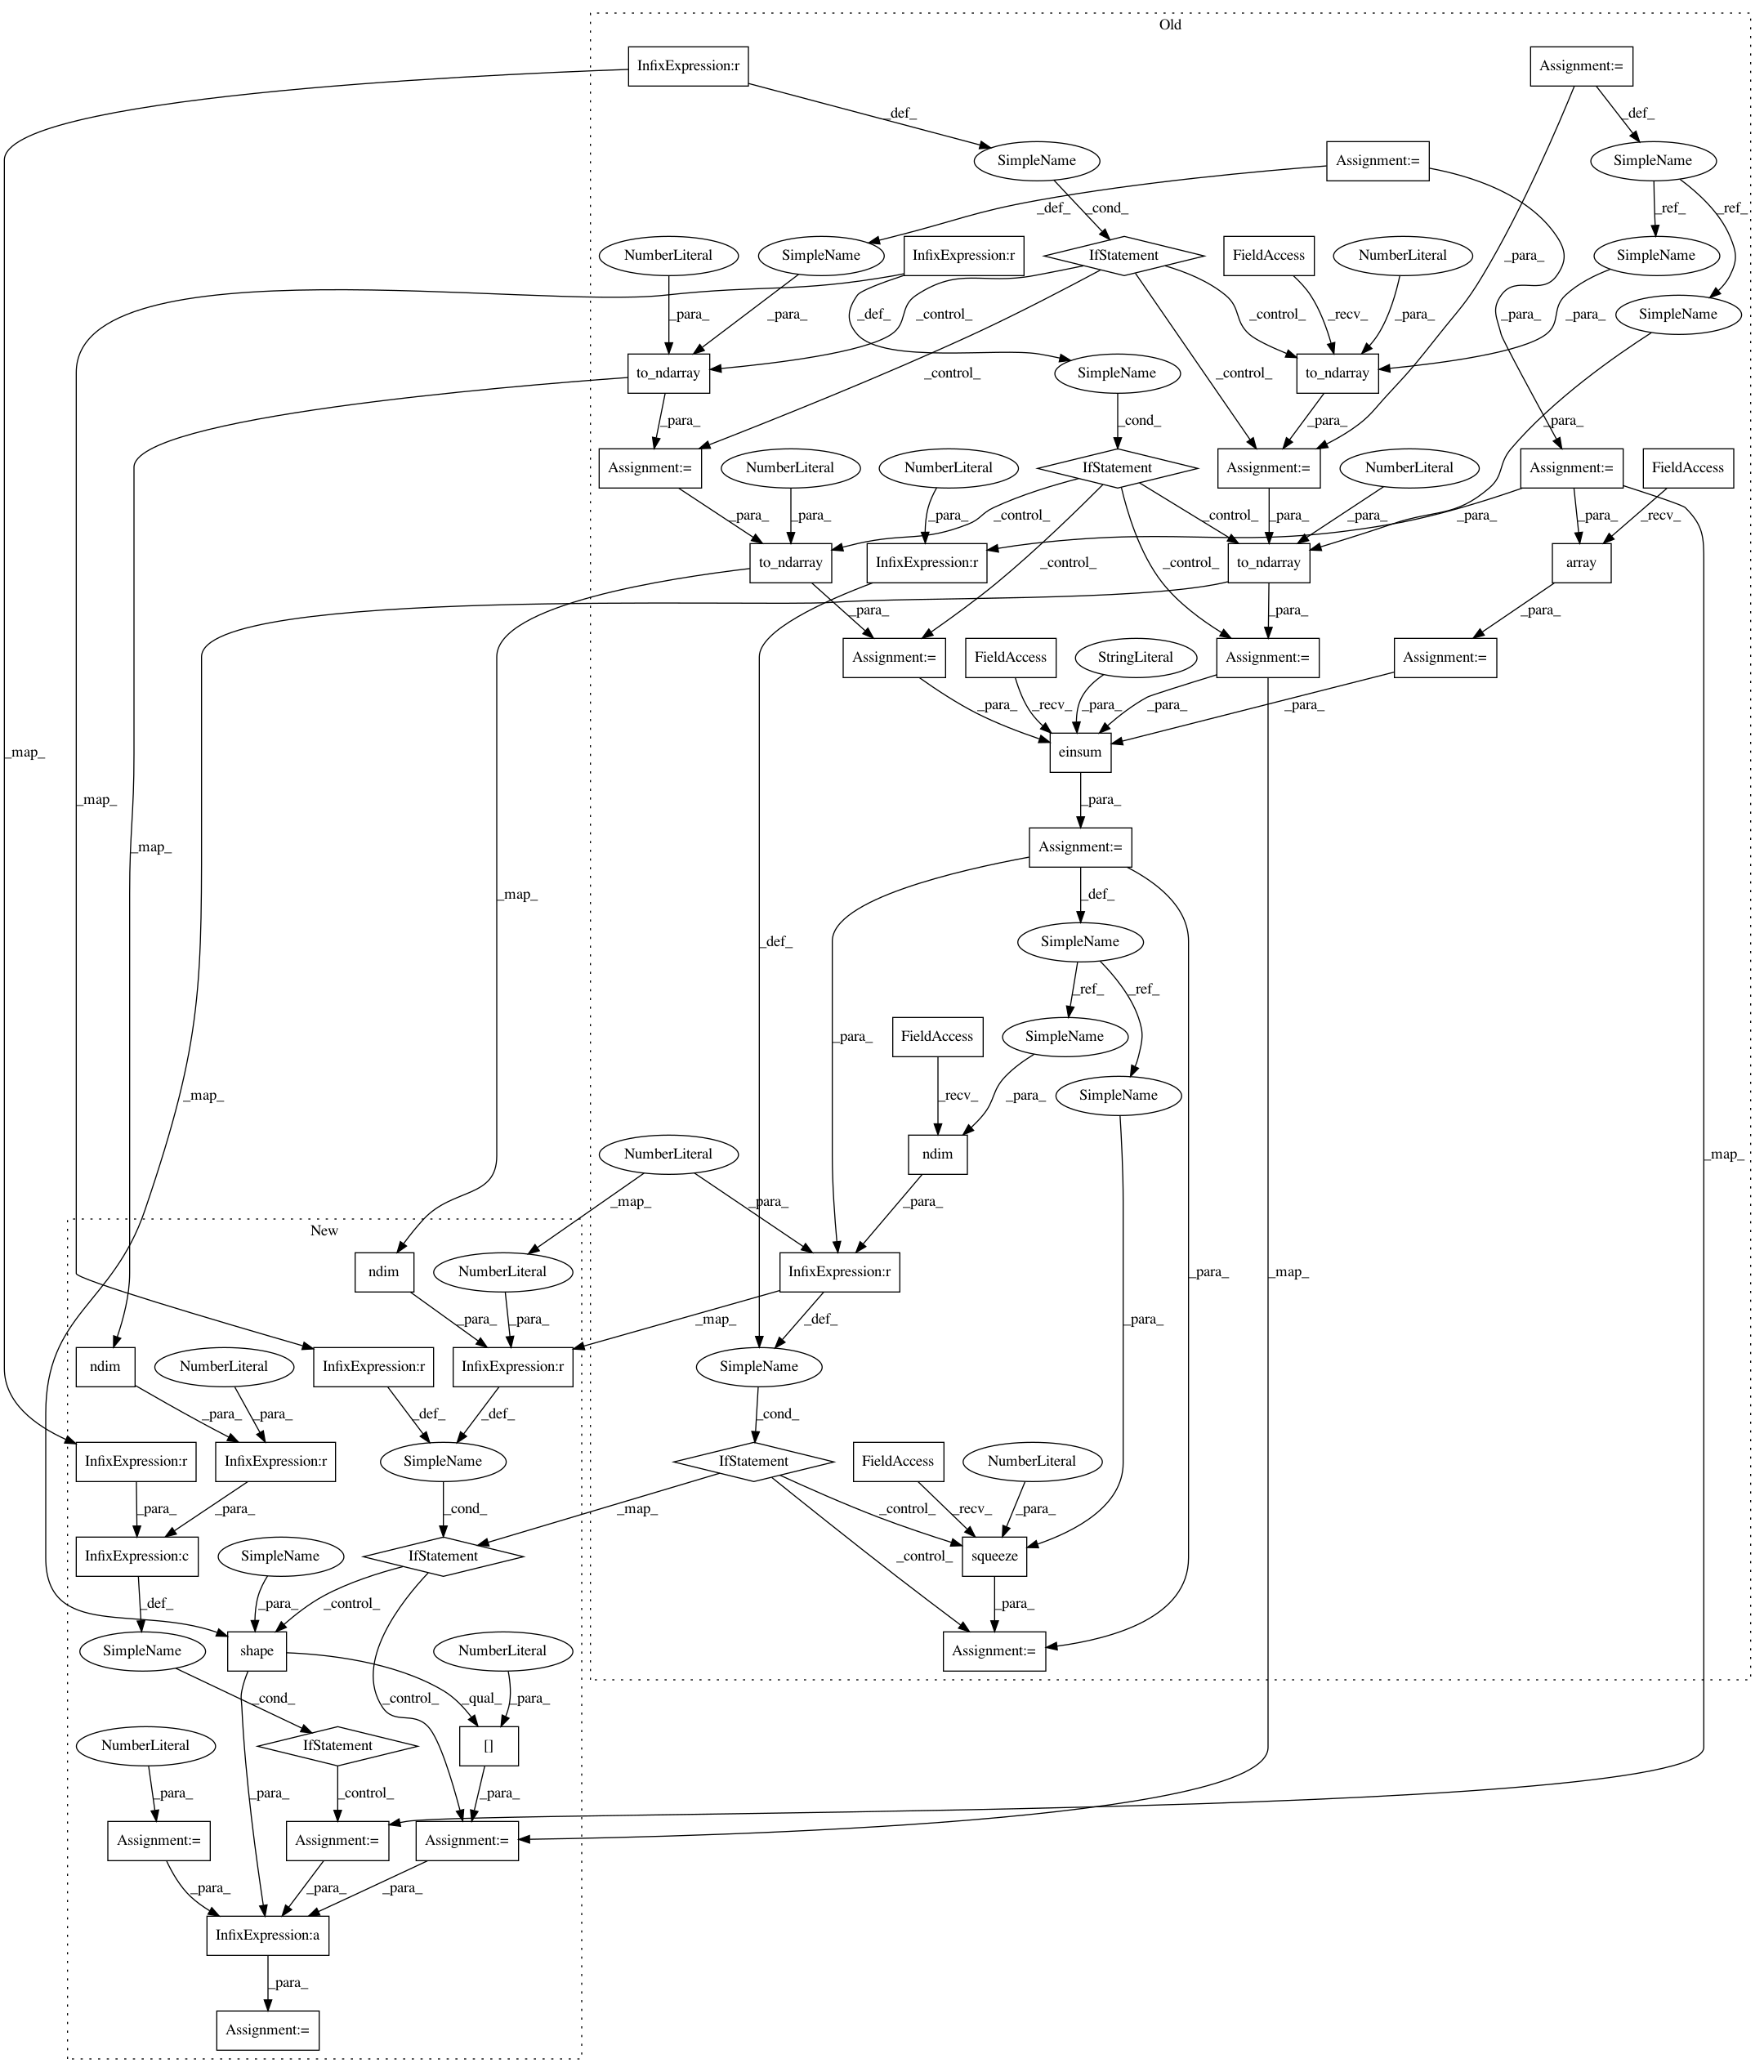 Old
InfixExpression:r
Assignment:=
_def_
_def_
SimpleName
Assignment:=
SimpleName
_def_
_cond_
_ref_
_ref_
NumberLiteral
SimpleName
InfixExpression:r
IfStatement
FieldAccess
NumberLiteral
SimpleName
_para_
_para_
_para_
_def_
_control_
_control_
_recv_
_para_
_para_
_para_
SimpleName
to_ndarray
SimpleName
to_ndarray
_para_
_control_
_control_
_para_
_cond_
_para_
Assignment:=
NumberLiteral
NumberLiteral
IfStatement
Assignment:=
NumberLiteral
Assignment:=
FieldAccess
_para_
_para_
_para_
_control_
_control_
_para_
_para_
_para_
_para_
_recv_
to_ndarray
InfixExpression:r
_control_
_control_
to_ndarray
array
_para_
_para_
_para_
Assignment:=
FieldAccess
StringLiteral
Assignment:=
Assignment:=
_para_
_recv_
_para_
_para_
_para_
_map_
einsum
_map_
_para_
_map_
Assignment:=
_map_
_def_
SimpleName
_def_
_ref_
_ref_
FieldAccess
SimpleName
_para_
SimpleName
_map_
_recv_
_para_
NumberLiteral
ndim
_map_
_map_
_para_
_para_
New
ndim
NumberLiteral
InfixExpression:r
_para_
_map_
_para_
_para_
_map_
_def_
_para_
ndim
NumberLiteral
InfixExpression:r
InfixExpression:r
SimpleName
_para_
_para_
_def_
_def_
_cond_
InfixExpression:r
InfixExpression:r
SimpleName
IfStatement
FieldAccess
NumberLiteral
_para_
_para_
_cond_
_map_
_control_
_recv_
_para_
InfixExpression:c
SimpleName
IfStatement
squeeze
_control_
_def_
_para_
_control_
_para_
SimpleName
shape
NumberLiteral
Assignment:=
_cond_
_control_
_qual_
_para_
NumberLiteral
IfStatement
[]
_para_
_para_
_control_
_para_
Assignment:=
Assignment:=
Assignment:=
_para_
_para_
_para_
InfixExpression:a
_para_
Assignment:=